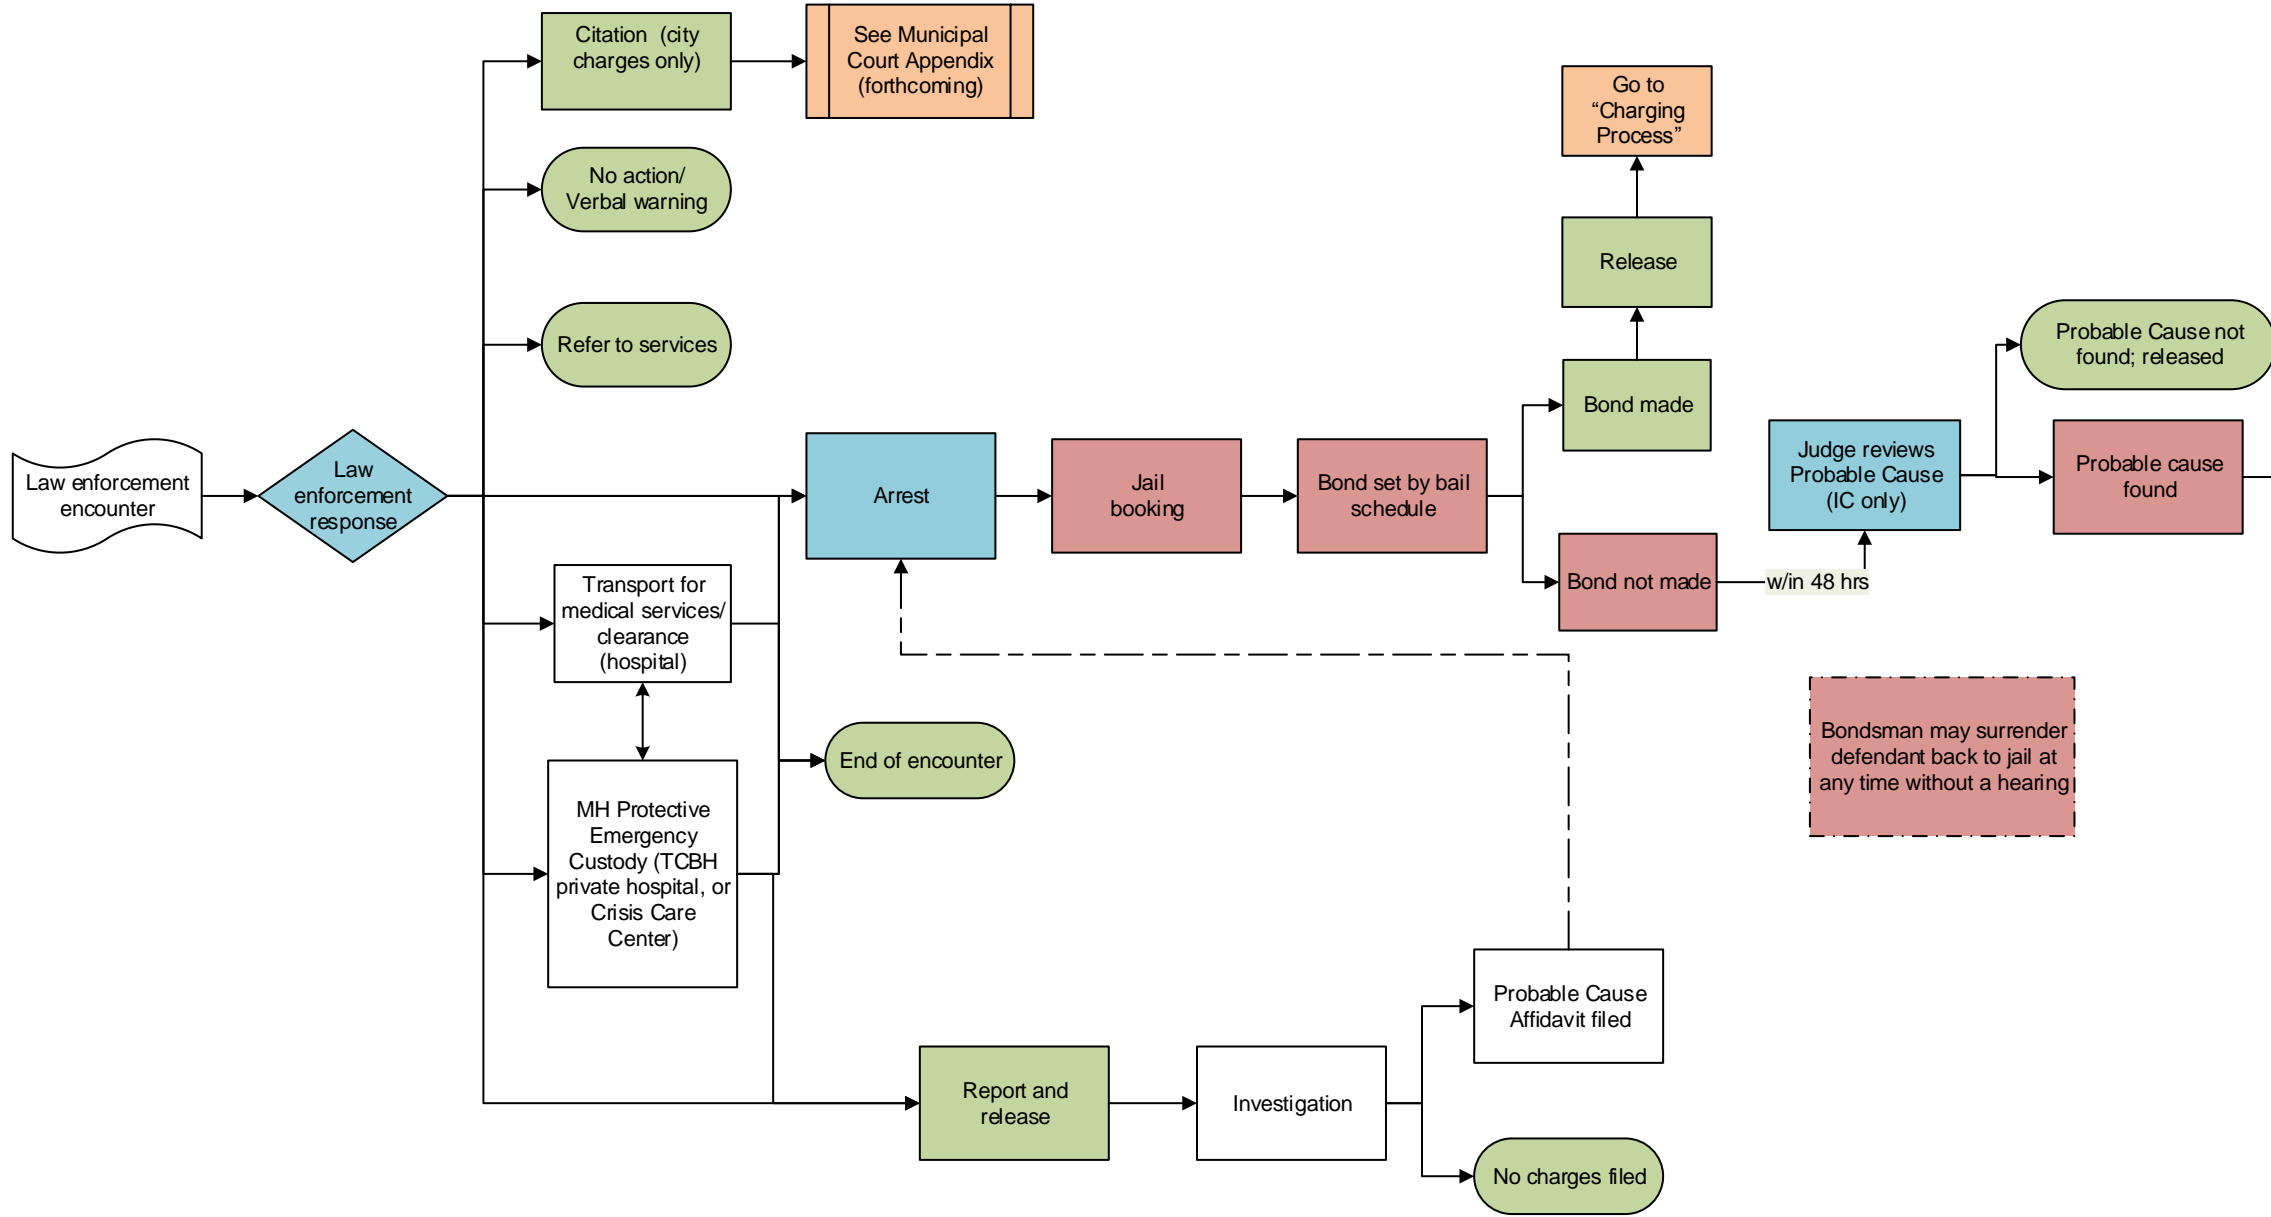 Citation (city
charges only)
See Municipal
Court Appendix
(forthcoming)
Go to
“Charging
Process”
No action/
Verbal warning
Release
Refer to services
Probable Cause not
found; released
Bond made
Law enforcement
encounter
Law
enforcement
response
Arrest
Jail
booking
Bond set by bail
schedule
Judge reviews
Probable Cause
(IC only)
Probable cause
found
Bond not made
w/in 48 hrs
Transport for
medical services/
clearance
(hospital)
Bondsman may surrender
defendant back to jail at
any time without a hearing
End of encounter
MH Protective
Emergency
Custody (TCBH
private hospital, or
Crisis Care
Center)
Probable Cause
Affidavit filed
Report and
release
Investigation
No charges filed